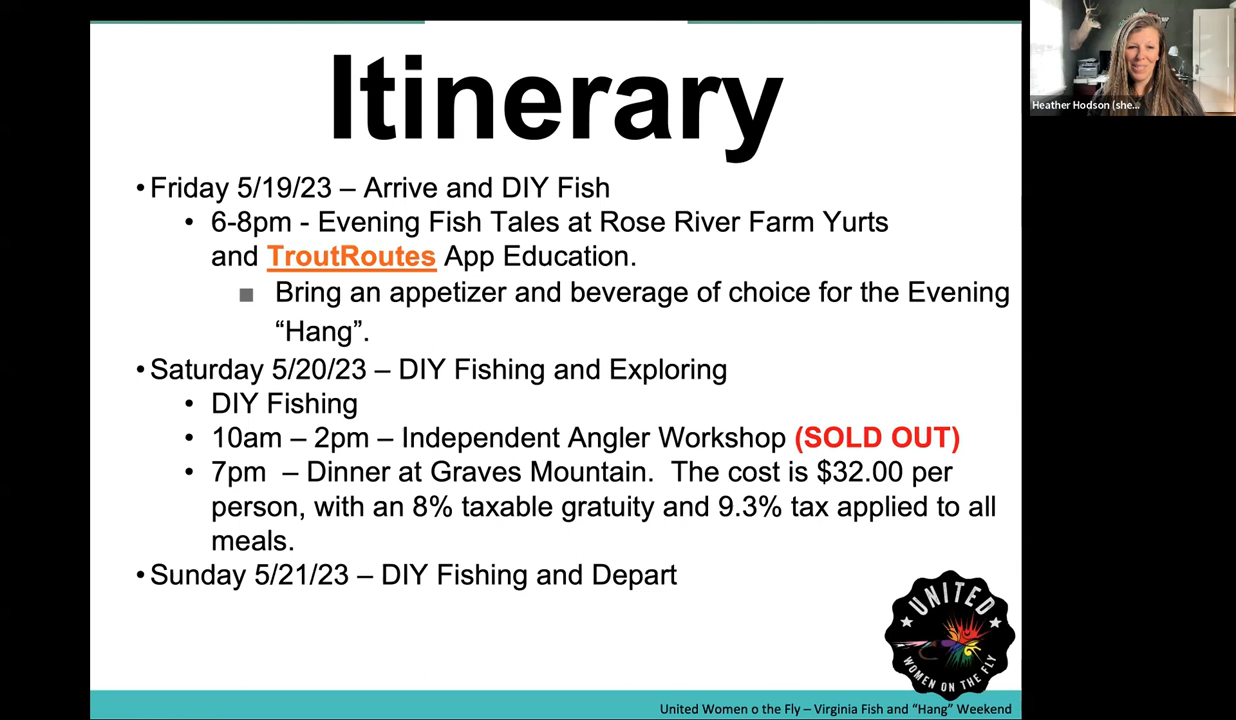 Itinerary
•Friday 5/19/23 – Arrive and DIY Fish
• 6-8pm - Evening Fish Tales at Rose River Farm Yurts
and TroutRoutes App Education.
■ Bring an appetizer and beverage of choice for the Evening
“Hang”.
•Saturday 5/20/23 – DIY Fishing and Exploring
• DIY Fishing
• 10am – 2pm – Independent Angler Workshop (SOLD OUT)
• 7pm – Dinner at Graves Mountain. The cost is $32.00 per
person, with an 8% taxable gratuity and 9.3% tax applied to all
meals.
•Sunday 5/21/23 – DIY Fishing and Depart
UNITED
WOMEN ON THE FLY
United Women o the Fly – Virginia Fish and “Hang” Weekend
Heather Hodson (she...